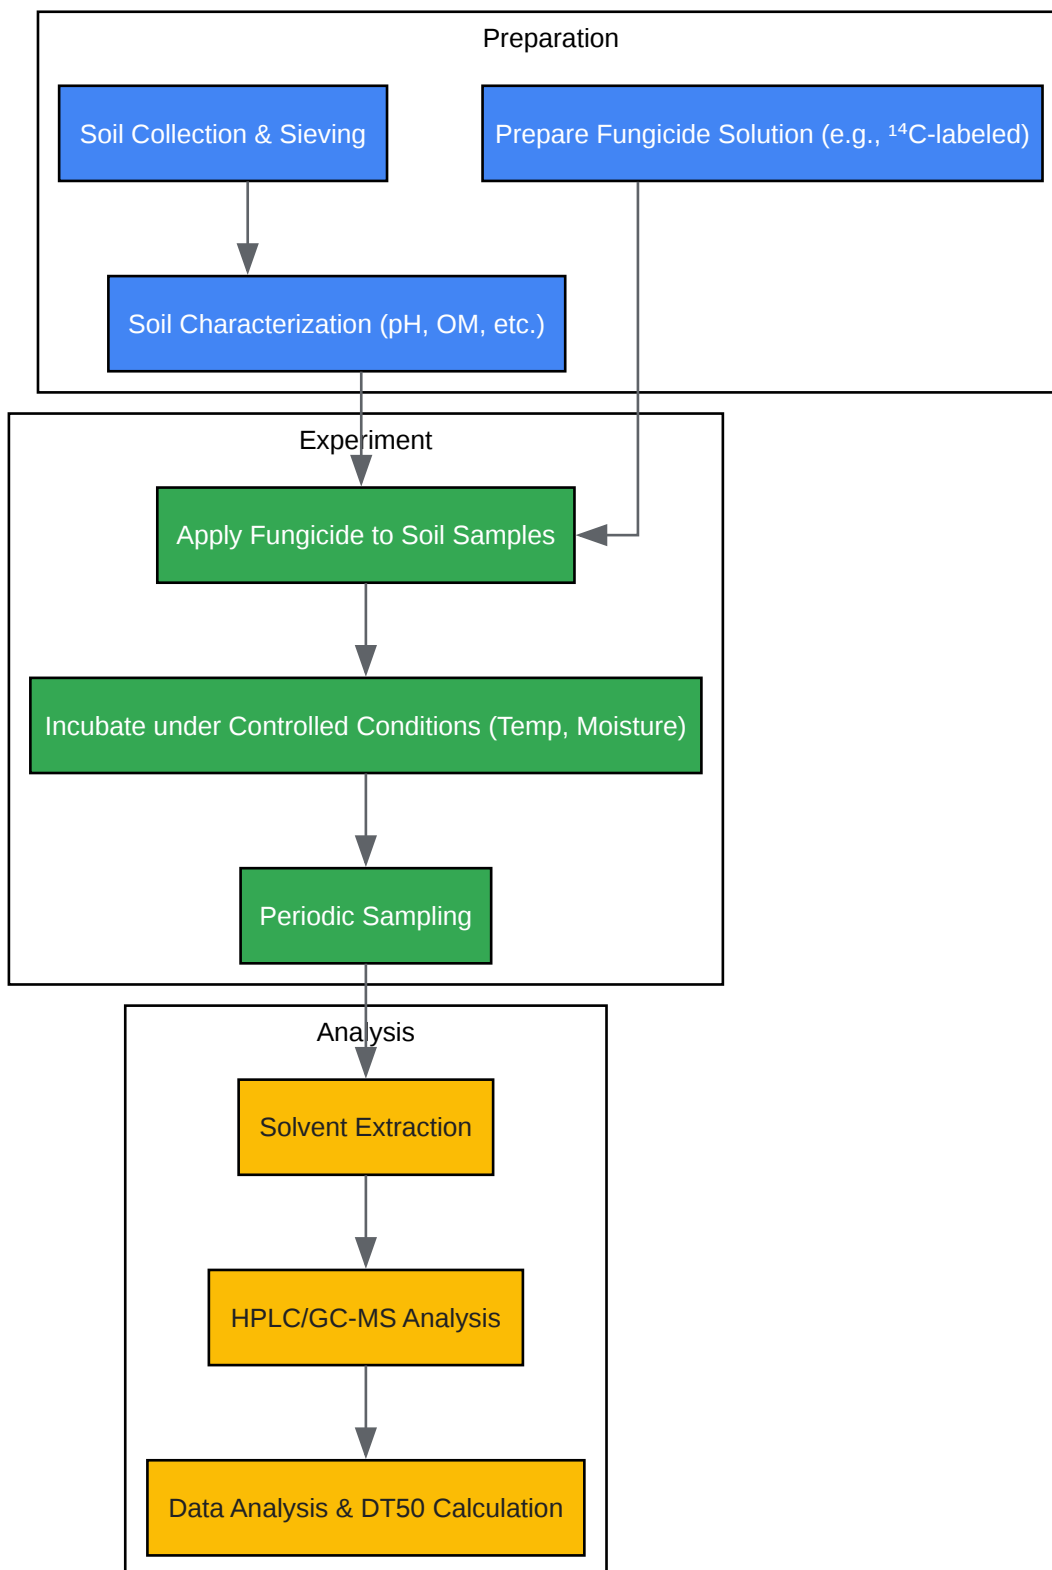 Preparation
Soil Collection & Sieving
Prepare Fungicide Solution (e.g., ¹⁴C-labeled)
Soil Characterization (pH, OM, etc.)
Experiment
Apply Fungicide to Soil Samples
Incubate under Controlled Conditions (Temp, Moisture)
Periodic Sampling
Analysis
Solvent Extraction
HPLC/GC-MS Analysis
Data Analysis & DT50 Calculation